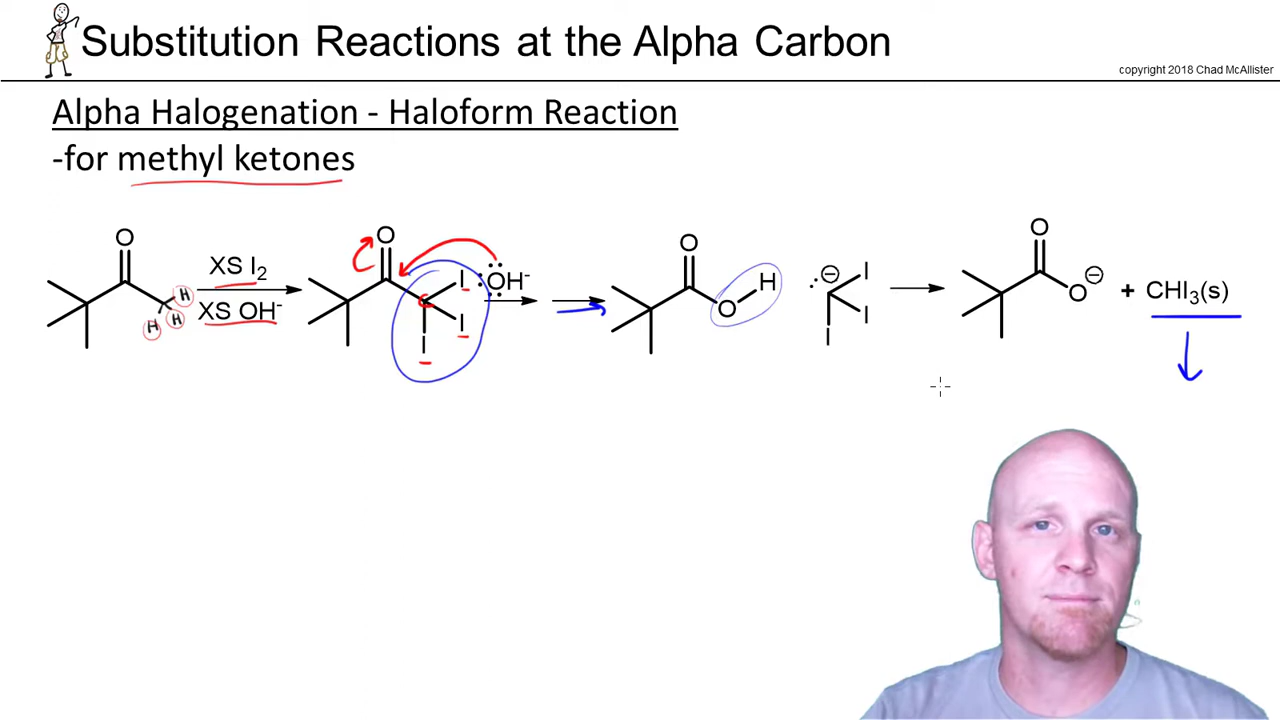 Substitution Reactions at the Alpha Carbon
copyright 2018 Chad McAllister
Alpha Halogenation - Haloform Reaction
-for methyl ketones
O
H
H
H
XS I₂
XS OH⁻
O
I
I
I
:ÖH⁻
O
O
H
:⊖
I
I
I
O
O⊖
+ CHI₃(s)